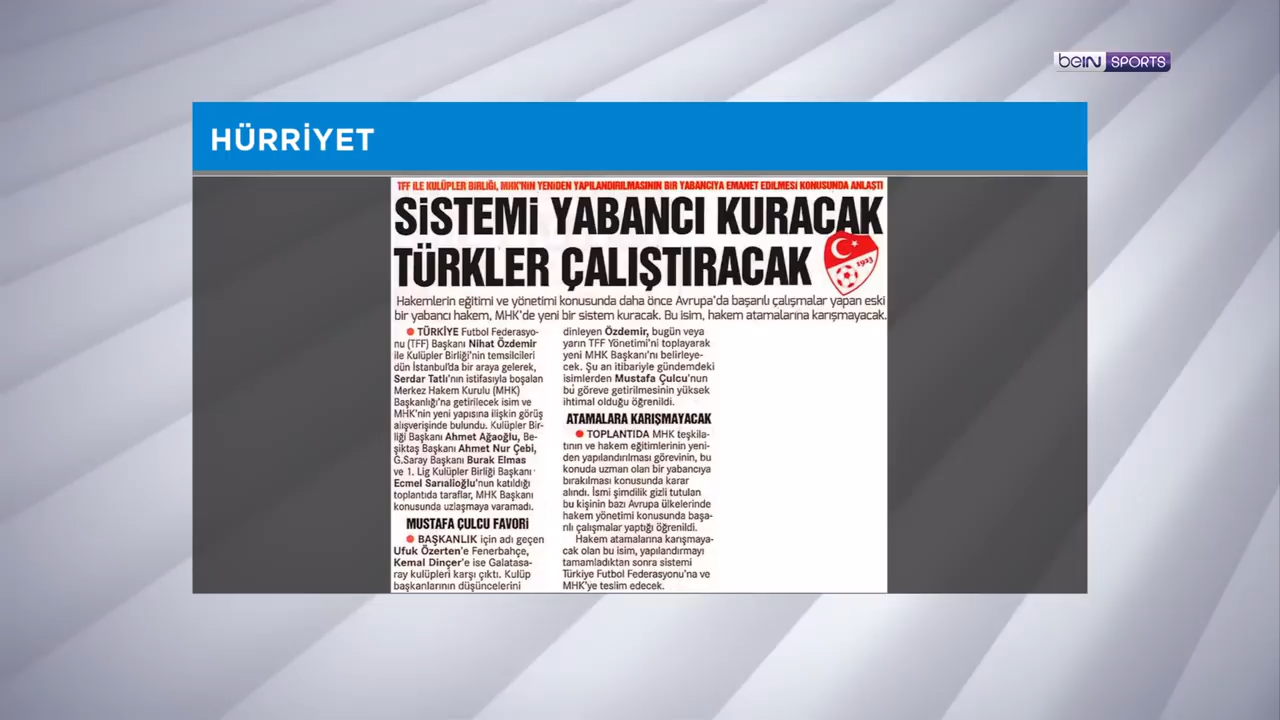 beIN SPORTS
HÜRRİYET
TFF İLE KULÜPLER BİRLİĞİ, MHK'NIN YENİDEN YAPILANDIRILMASININ BİR YABANCIYA EMANET EDİLMESİ KONUSUNDA ANLAŞTI
SİSTEMİ YABANCI KURACAK
TÜRKLER ÇALIŞTIRACAK
1923
Hakemlerin eğitimi ve yönetimi konusunda daha önce Avrupa'da başarılı çalışmalar yapan eski
bir yabancı hakem, MHK'de yeni bir sistem kuracak. Bu isim, hakem atamalarına karışmayacak.
● TÜRKİYE Futbol Federasyo-
nu (TFF) Başkanı Nihat Özdemir
ile Kulüpler Birliği'nin temsilcileri
dün İstanbul'da bir araya gelerek,
Serdar Tatlı'nın istifasıyla boşalan
Merkez Hakem Kurulu (MHK)
Başkanlığı'na getirilecek isim ve
MHK'nin yeni yapısına ilişkin görüş
alışverişinde bulundu. Kulüpler Bir-
liği Başkanı Ahmet Ağaoğlu, Be-
şiktaş Başkanı Ahmet Nur Çebi,
G.Saray Başkanı Burak Elmas
ve 1. Lig Kulüpler Birliği Başkanı
Ecmel Sarıalioğlu'nun katıldığı
toplantıda taraflar, MHK Başkanı
konusunda uzlaşmaya varamadı.
MUSTAFA ÇULCU FAVORİ
● BAŞKANLIK için adı geçen
Ufuk Özerten'e Fenerbahçe,
Kemal Dinçer'e ise Galatasa-
ray kulüpleri karşı çıktı. Kulüp
başkanlarının düşüncelerini
dinleyen Özdemir, bugün veya
yarın TFF Yönetimi'ni toplayarak
yeni MHK Başkanı'nı belirleye-
cek. Şu an itibariyle gündemdeki
isimlerden Mustafa Çulcu'nun
bu göreve getirilmesinin yüksek
ihtimal olduğu öğrenildi.
ATAMALARA KARIŞMAYACAK
● TOPLANTIDA MHK teşkila-
tının ve hakem eğitimlerinin yeni-
den yapılandırılması görevinin, bu
konuda uzman olan bir yabancıya
bırakılması konusunda karar
alındı. İsmi şimdilik gizli tutulan
bu kişinin bazı Avrupa ülkelerinde
hakem yönetimi konusunda başa-
rılı çalışmalar yaptığı öğrenildi.
Hakem atamalarına karışmaya-
cak olan bu isim, yapılandırmayı
tamamladıktan sonra sistemi
Türkiye Futbol Federasyonu'na ve
MHK'ye teslim edecek.